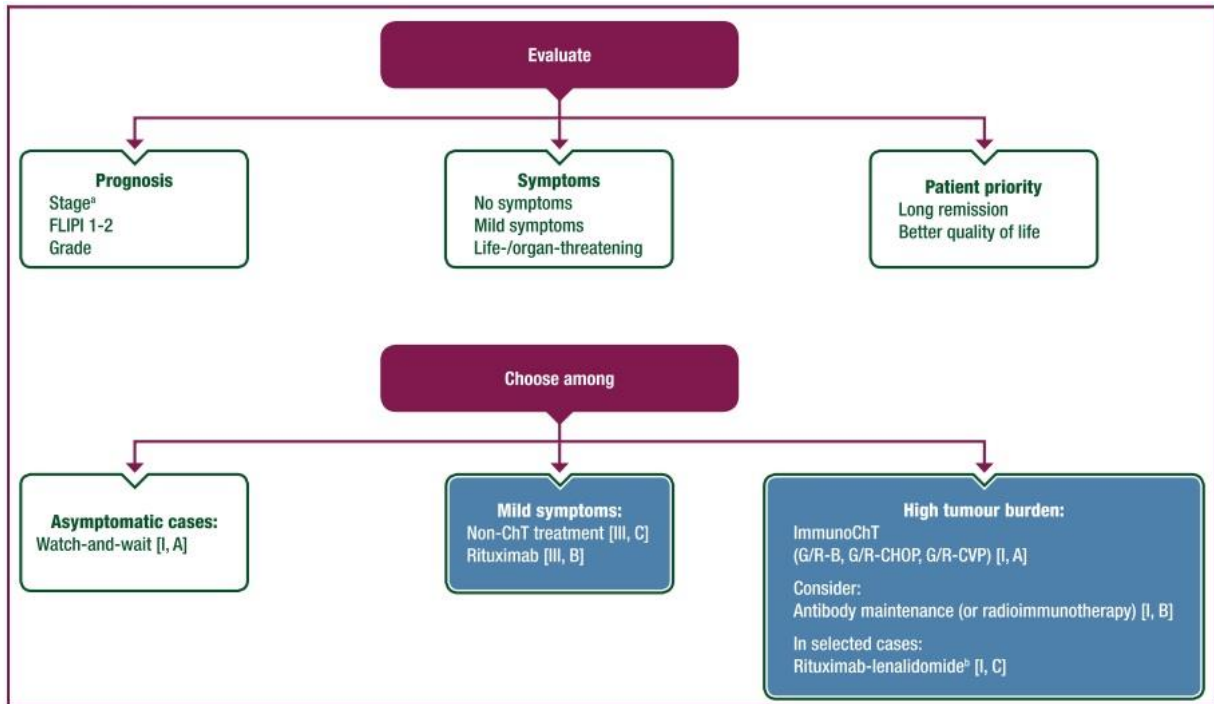 Evaluate
Prognosis
Stageᵃ
FLIPI 1-2
Grade
Symptoms
No symptoms
Mild symptoms
Life-/organ-threatening
Patient priority
Long remission
Better quality of life
Choose among
Asymptomatic cases:
Watch-and-wait [I, A]
Mild symptoms:
Non-ChT treatment [III, C]
Rituximab [III, B]
High tumour burden:
ImmunoChT
(G/R-B, G/R-CHOP, G/R-CVP) [I, A]
Consider:
Antibody maintenance (or radioimmunotherapy) [I, B]
In selected cases:
Rituximab-lenalidomideᵇ [I, C]